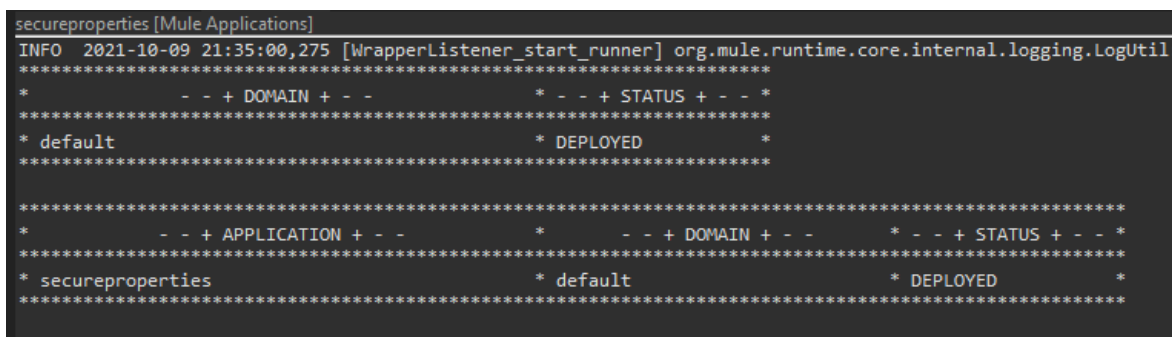 secureproperties [Mule Applications]
INFO  2021-10-09 21:35:00,275 [WrapperListener_start_runner] org.mule.runtime.core.internal.logging.LogUtil
**********************************************************************
*              - - + DOMAIN + - -               * - - + STATUS + - - *
**********************************************************************
* default                                       * DEPLOYED           *
**********************************************************************
*******************************************************************************************************
*            - - + APPLICATION + - -            *       - - + DOMAIN + - -       * - - + STATUS + - - *
*******************************************************************************************************
* secureproperties                              * default                        * DEPLOYED           *
*******************************************************************************************************